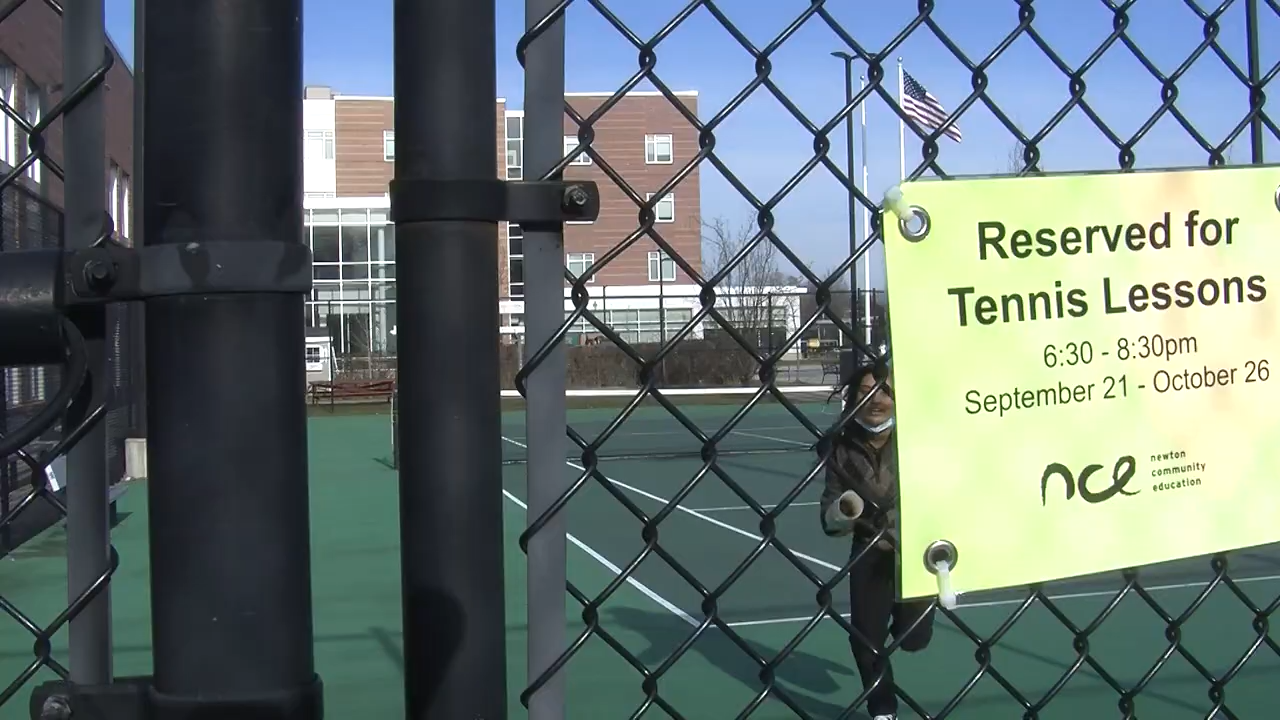 Reserved for
Tennis Lessons
6:30 - 8:30pm
September 21 - October 26
nce
newton
community
education